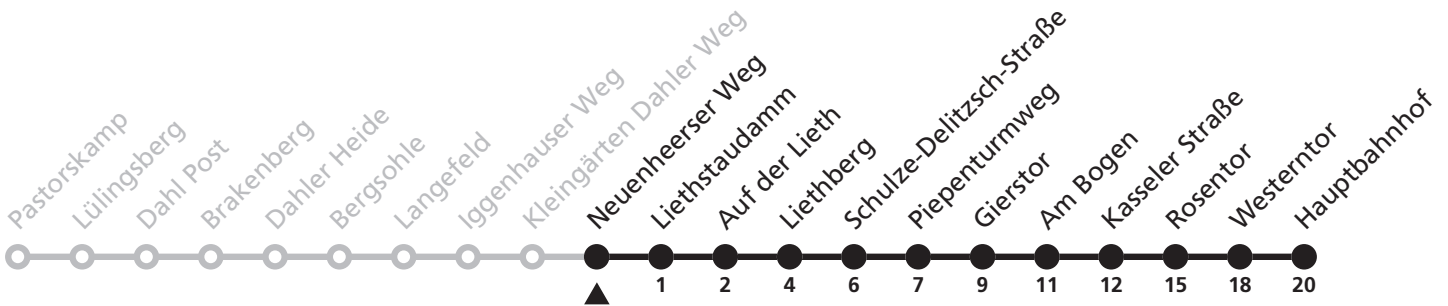 Pastorskamp
Lülingsberg
Dahl Post
Brakenberg
Dahler Heide
Bergsohle
Langefeld
Iggenhauser Weg
Kleingärten Dahler Weg
Neuenheerser Weg
Liethstaudamm
Auf der Lieth
Liethberg
Schulze-Delitzsch-Straße
Piepenturmweg
Gierstor
Am Bogen
Kasseler Straße
Rosentor
Westerntor
Hauptbahnhof
1 2 4 6 7 9 11 12 15 18 20